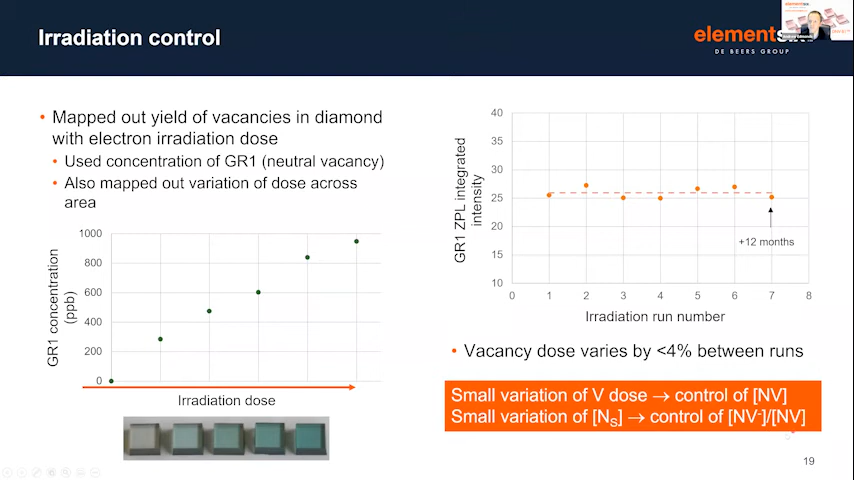 Irradiation control
elementsix
DE BEERS GROUP
• Mapped out yield of vacancies in diamond
with electron irradiation dose
• Used concentration of GR1 (neutral vacancy)
• Also mapped out variation of dose across
area
GR1 concentration
(ppb)
1000
800
600
400
200
0
Irradiation dose
GR1 ZPL integrated
intensity
40
35
30
25
20
15
10
+12 months
0 1 2 3 4 5 6 7 8
Irradiation run number
• Vacancy dose varies by <4% between runs
Small variation of V dose → control of [NV]
Small variation of [NS] → control of [NV-]/[NV]
19